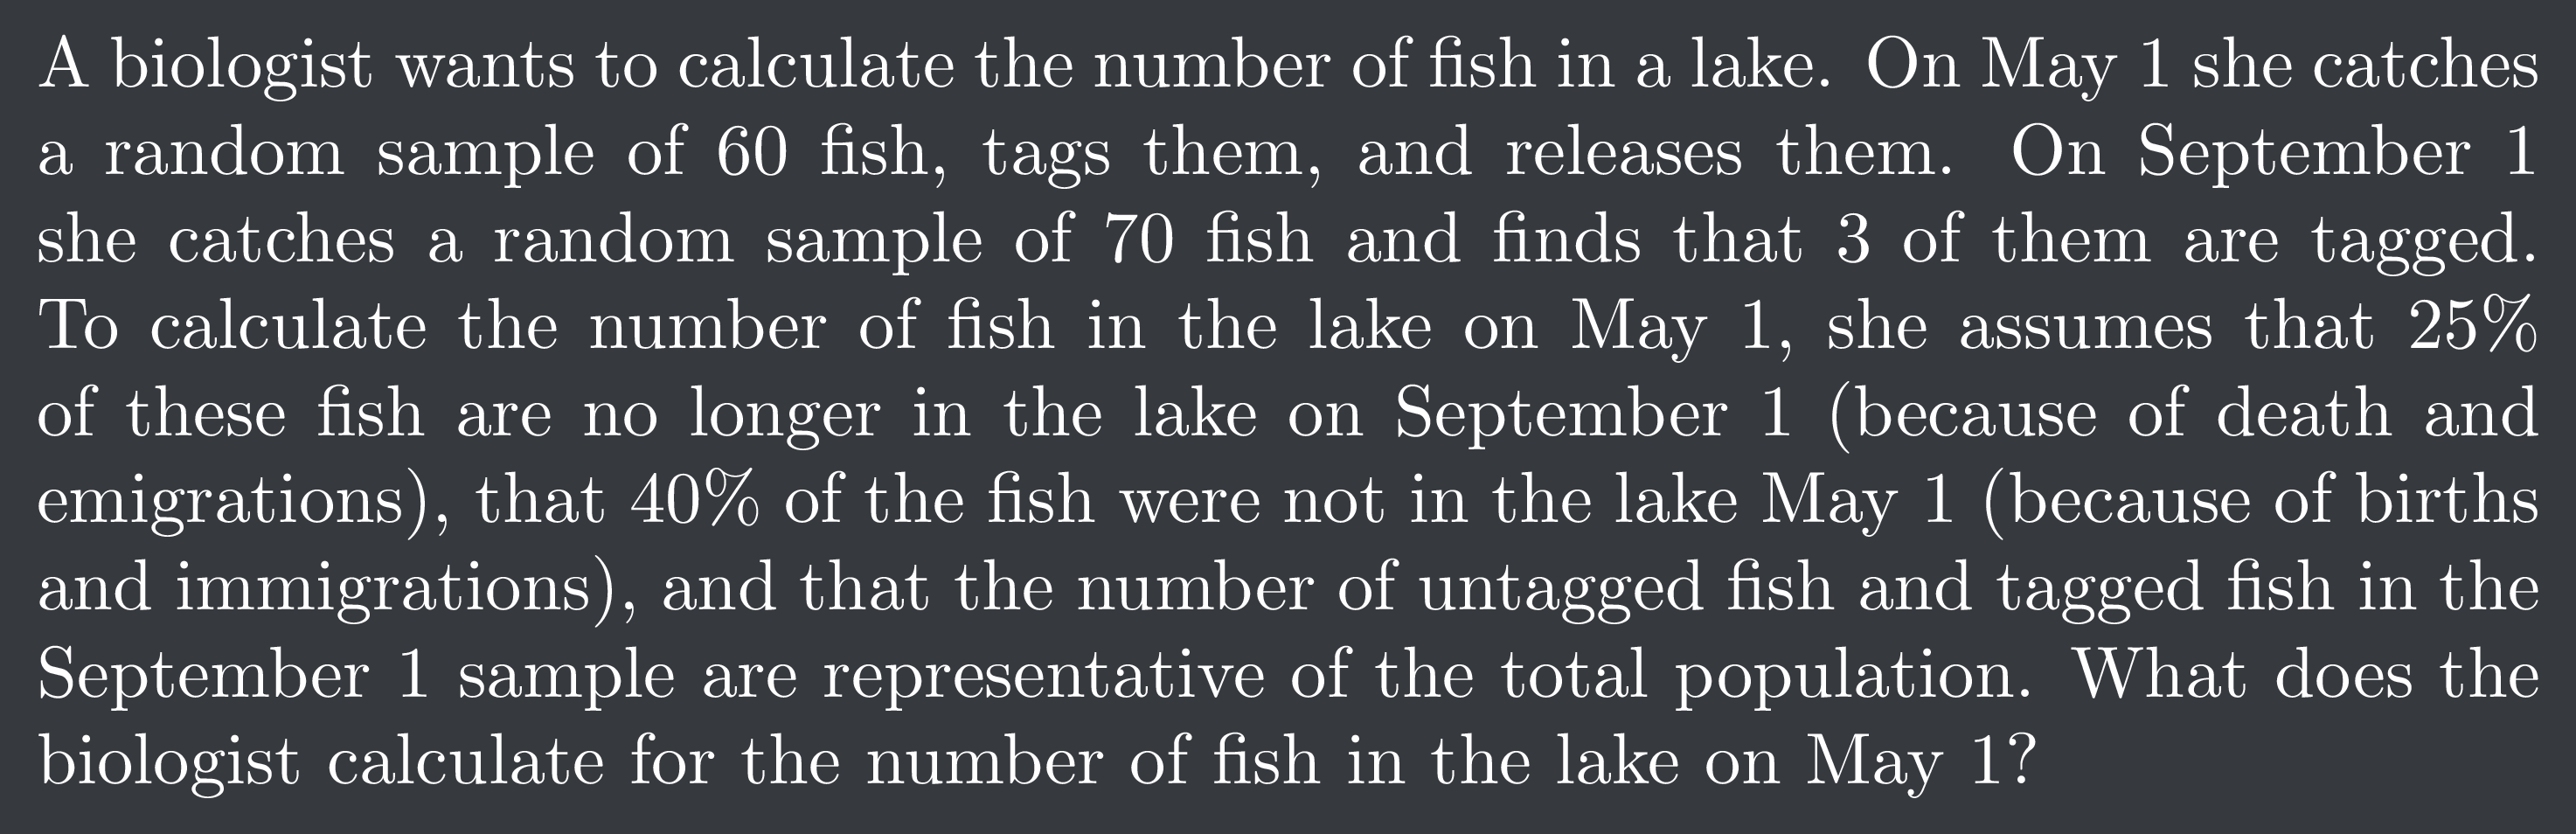 A biologist wants to calculate the number of fish in a lake. On May 1 she catches
a random sample of 60 fish, tags them, and releases them. On September 1
she catches a random sample of 70 fish and finds that 3 of them are tagged.
To calculate the number of fish in the lake on May 1, she assumes that 25%
of these fish are no longer in the lake on September 1 (because of death and
emigrations), that 40% of the fish were not in the lake May 1 (because of births
and immigrations), and that the number of untagged fish and tagged fish in the
September 1 sample are representative of the total population. What does the
biologist calculate for the number of fish in the lake on May 1?